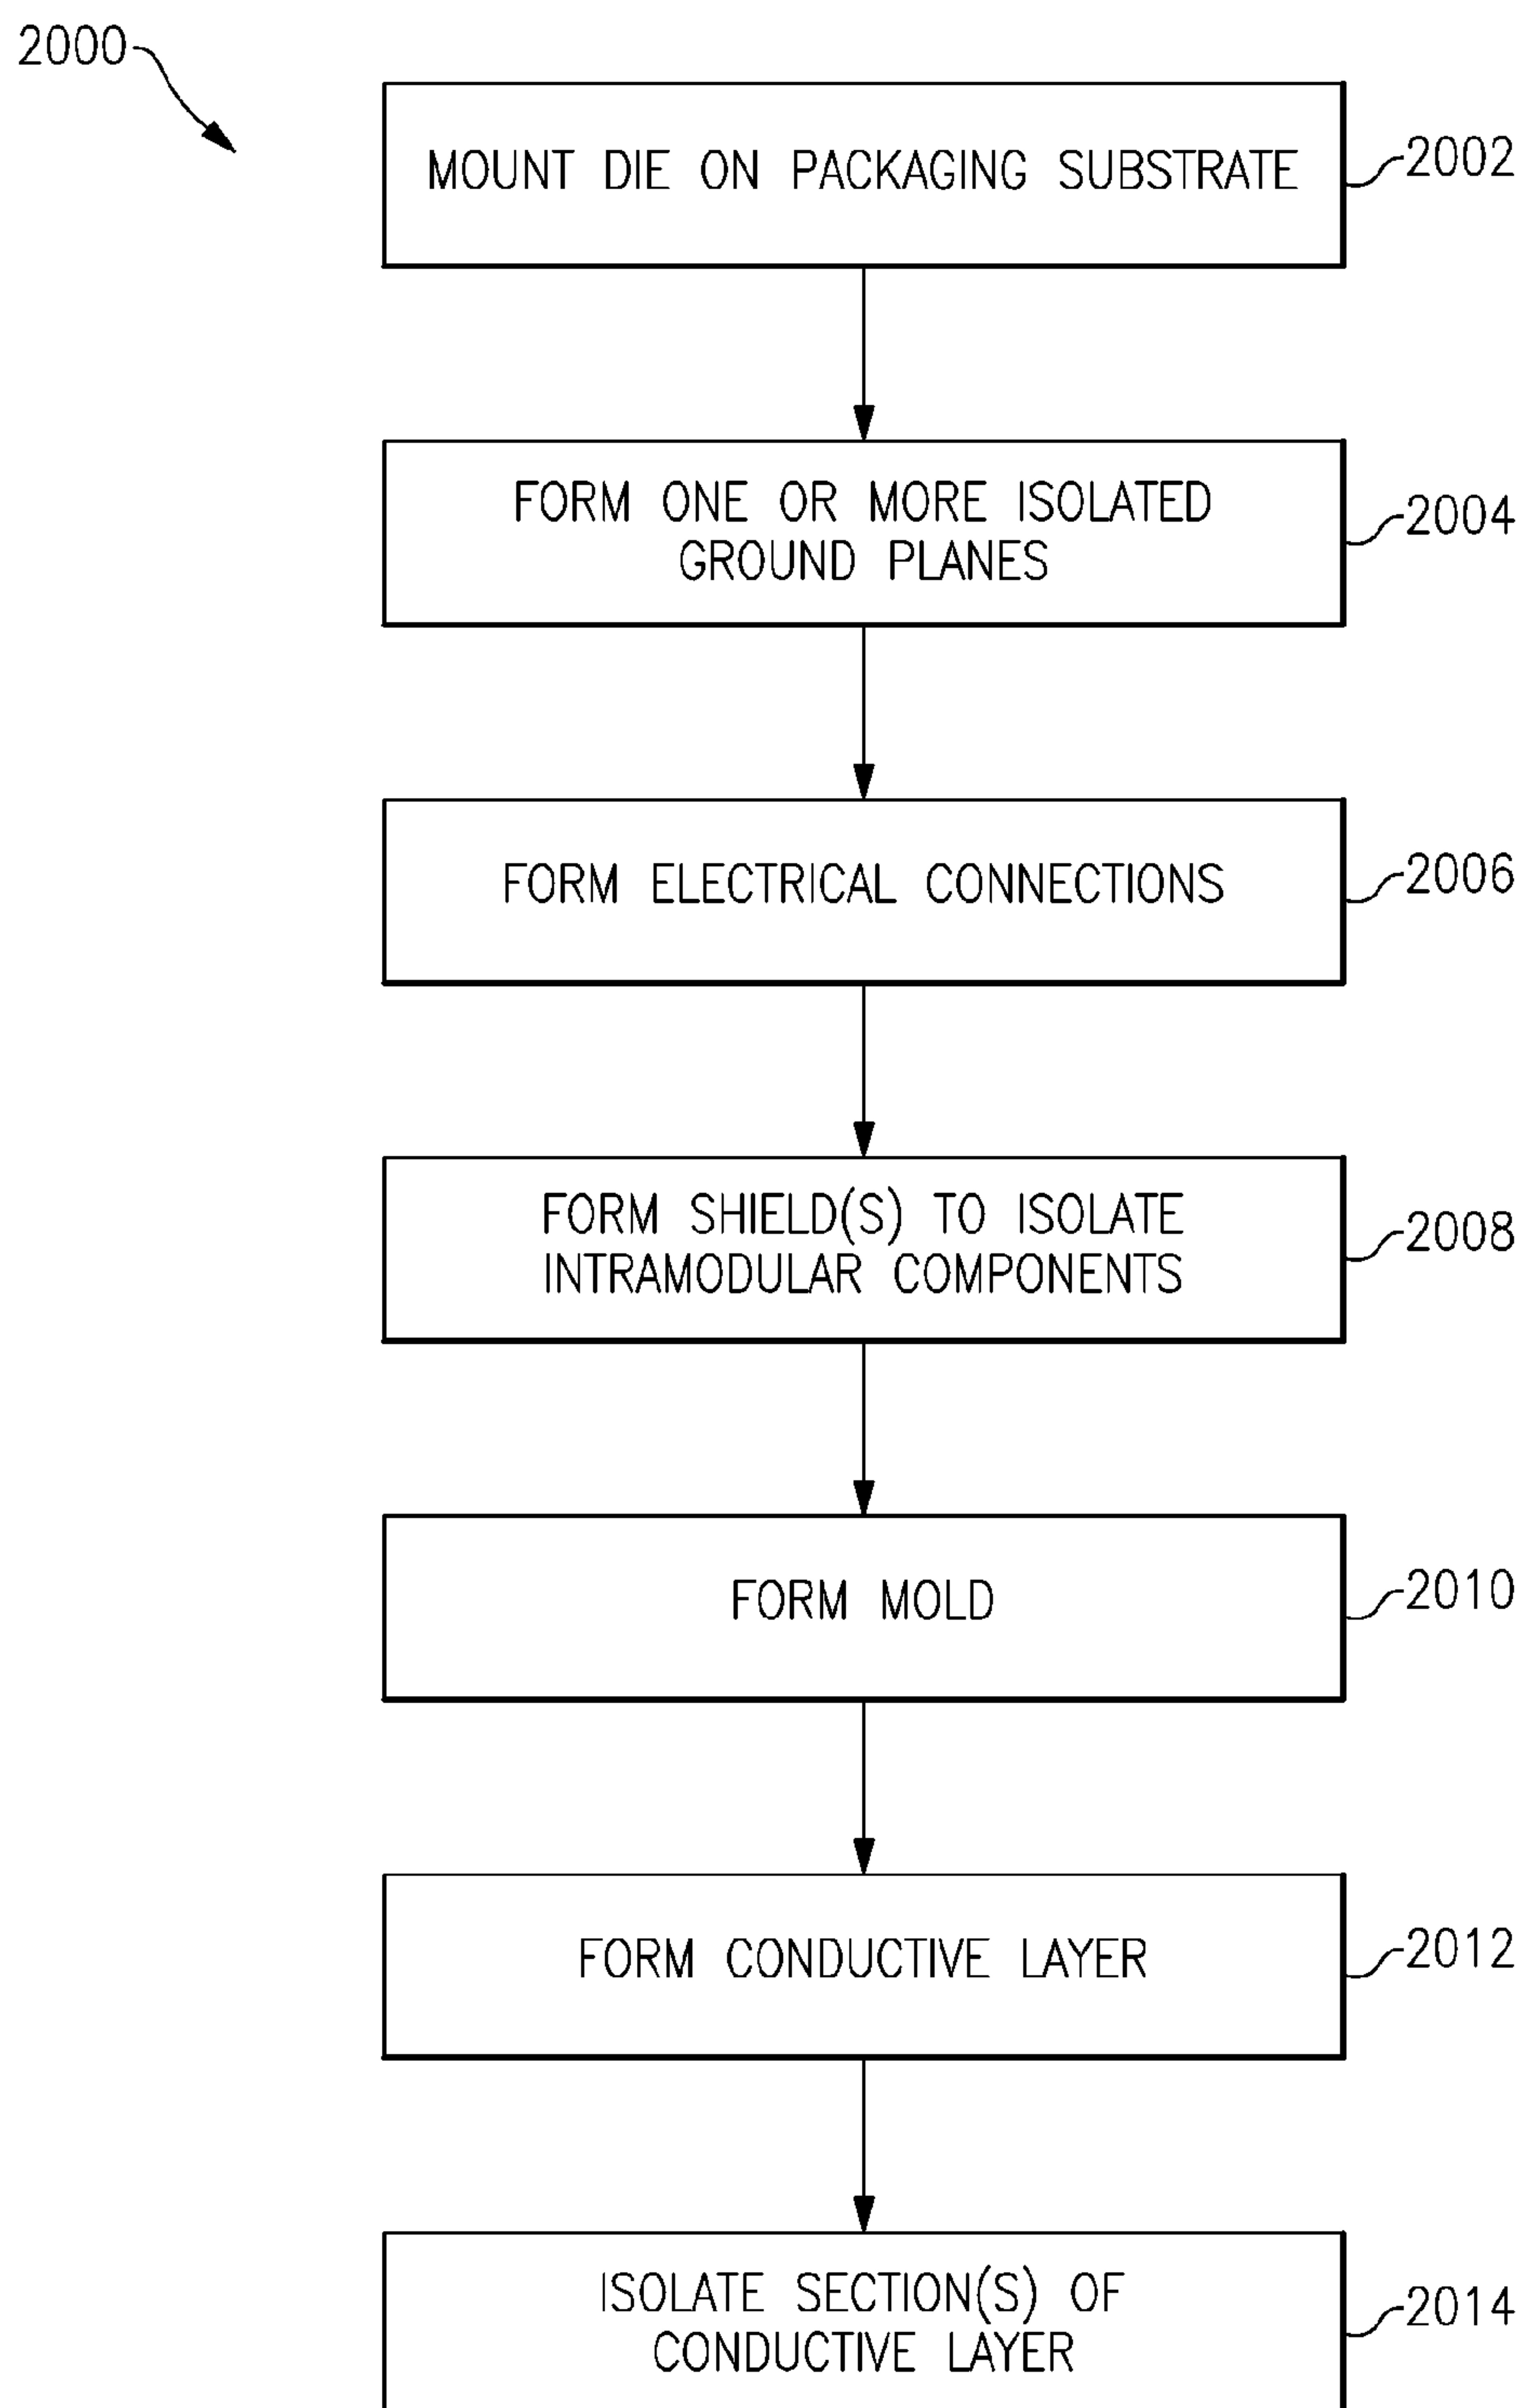 2000
MOUNT DIE ON PACKAGING SUBSTRATE
2002
FORM ONE OR MORE ISOLATED
GROUND PLANES
2004
FORM ELECTRICAL CONNECTIONS
2006
FORM SHIELD(S) TO ISOLATE
INTRAMODULAR COMPONENTS
2008
FORM MOLD
2010
FORM CONDUCTIVE LAYER
2012
ISOLATE SECTION(S) OF
CONDUCTIVE LAYER
2014